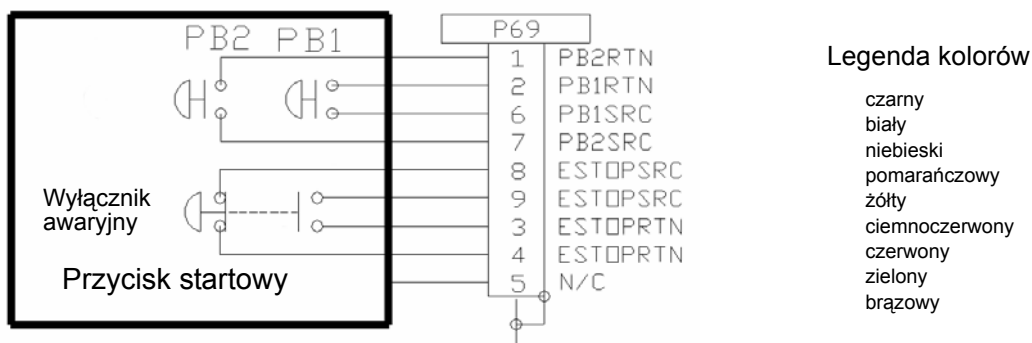 PB2 PB1
P69
1 PB2RTN
2 PB1RTN
6 PB1SRC
7 PB2SRC
8 ESTOPSRC
9 ESTOPSRC
3 ESTOPRTN
4 ESTOPRTN
5 N/C
Wyłącznik
awaryjny
Przycisk startowy
Legenda kolorów
czarny
biały
niebieski
pomarańczowy
żółty
ciemnoczerwony
czerwony
zielony
brązowy